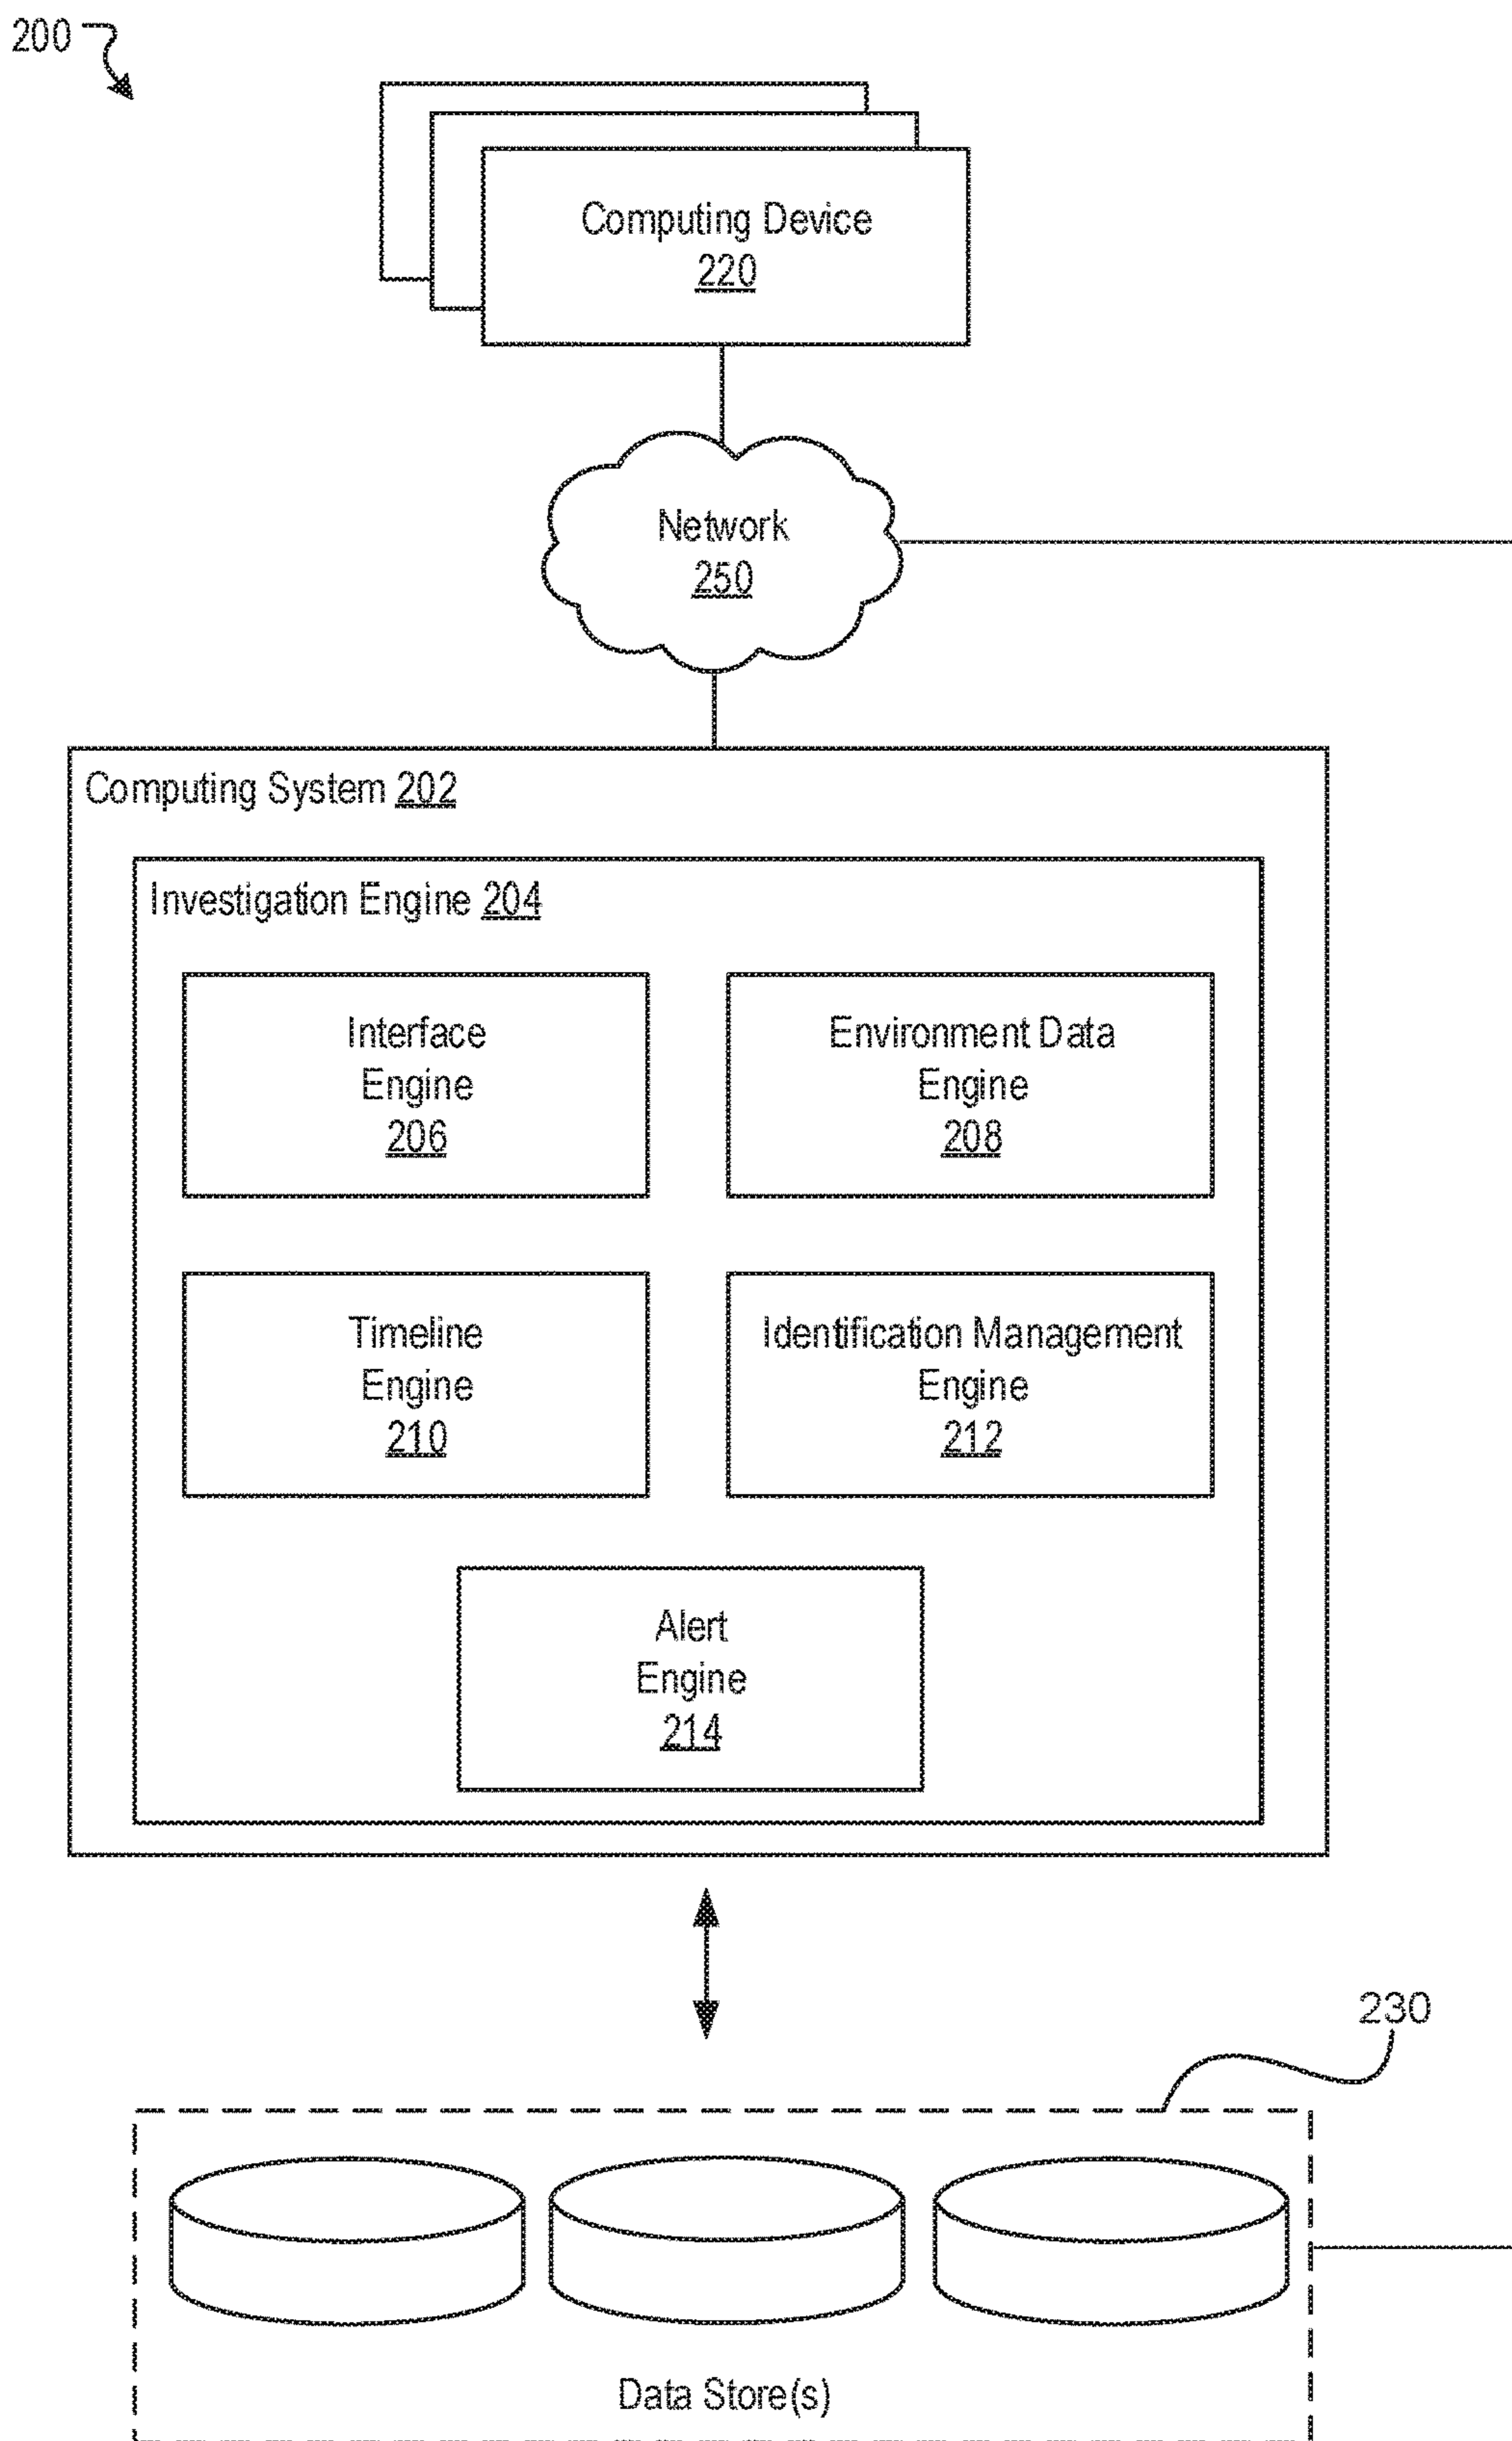 200
Computing Device
220
Network
250
Computing System 202
Investigation Engine 204
Interface
Engine
206
Environment Data
Engine
208
Timeline
Engine
210
Identification Management
Engine
212
Alert
Engine
214
230
Data Store(s)